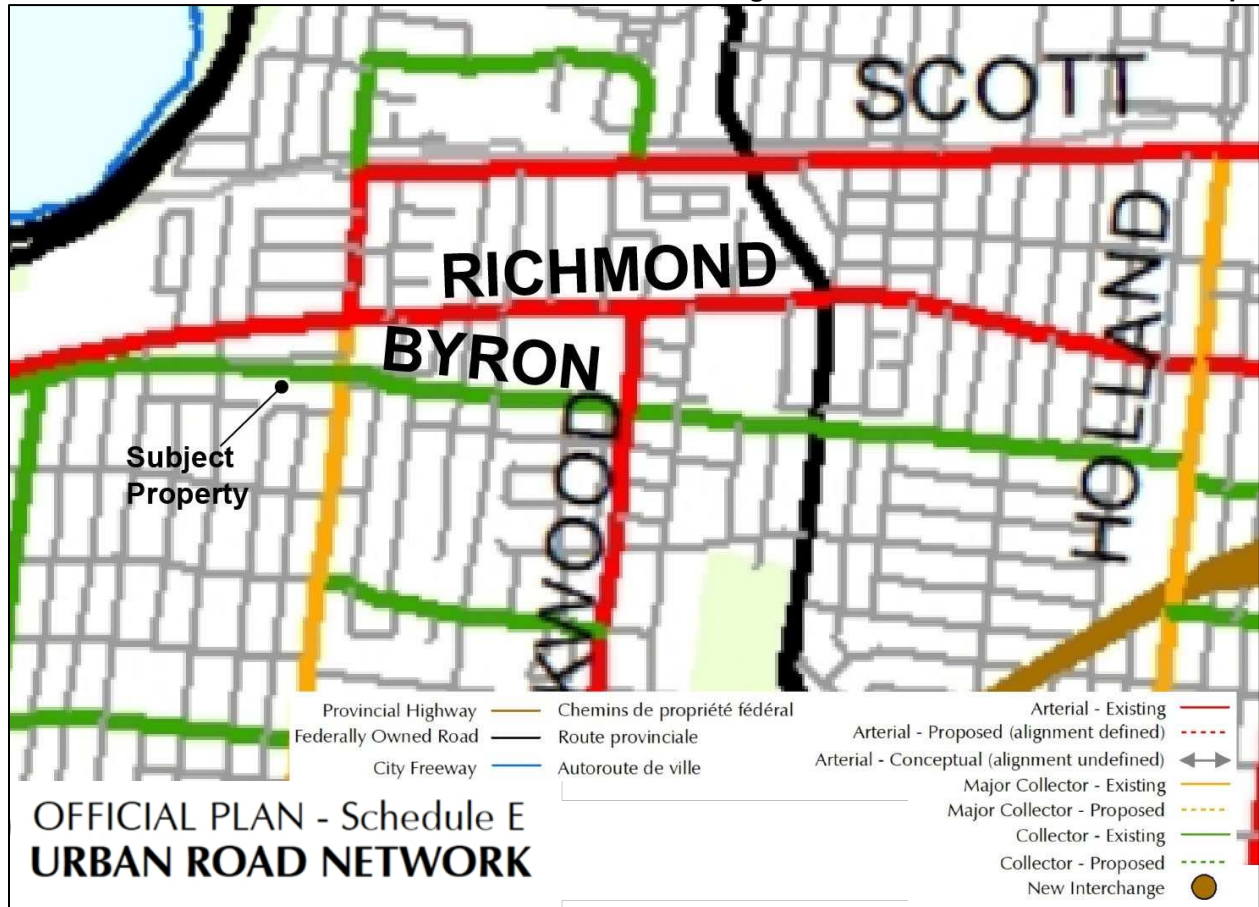 SCOTT
RICHMOND
BYRON
KWOOD
HOLLAND
Subject
Property
Provincial Highway Chemins de propriété fédéral
Federally Owned Road Route provinciale
City Freeway Autoroute de ville
Arterial - Existing
Arterial - Proposed (alignment defined)
Arterial - Conceptual (alignment undefined)
Major Collector - Existing
Major Collector - Proposed
Collector - Existing
Collector - Proposed
New Interchange
OFFICIAL PLAN - Schedule E
URBAN ROAD NETWORK